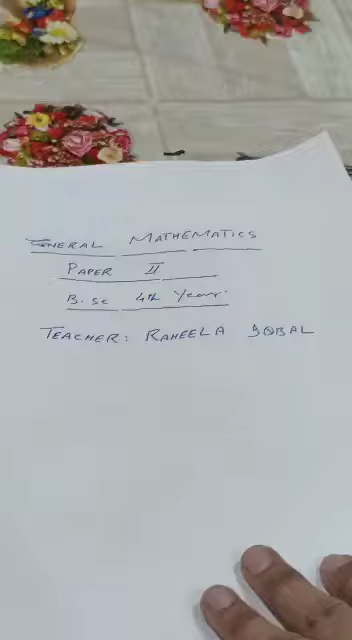 GENERAL MATHEMATICS
PAPER II
B.Sc 4th Year
TEACHER: RAHEELA IQBAL